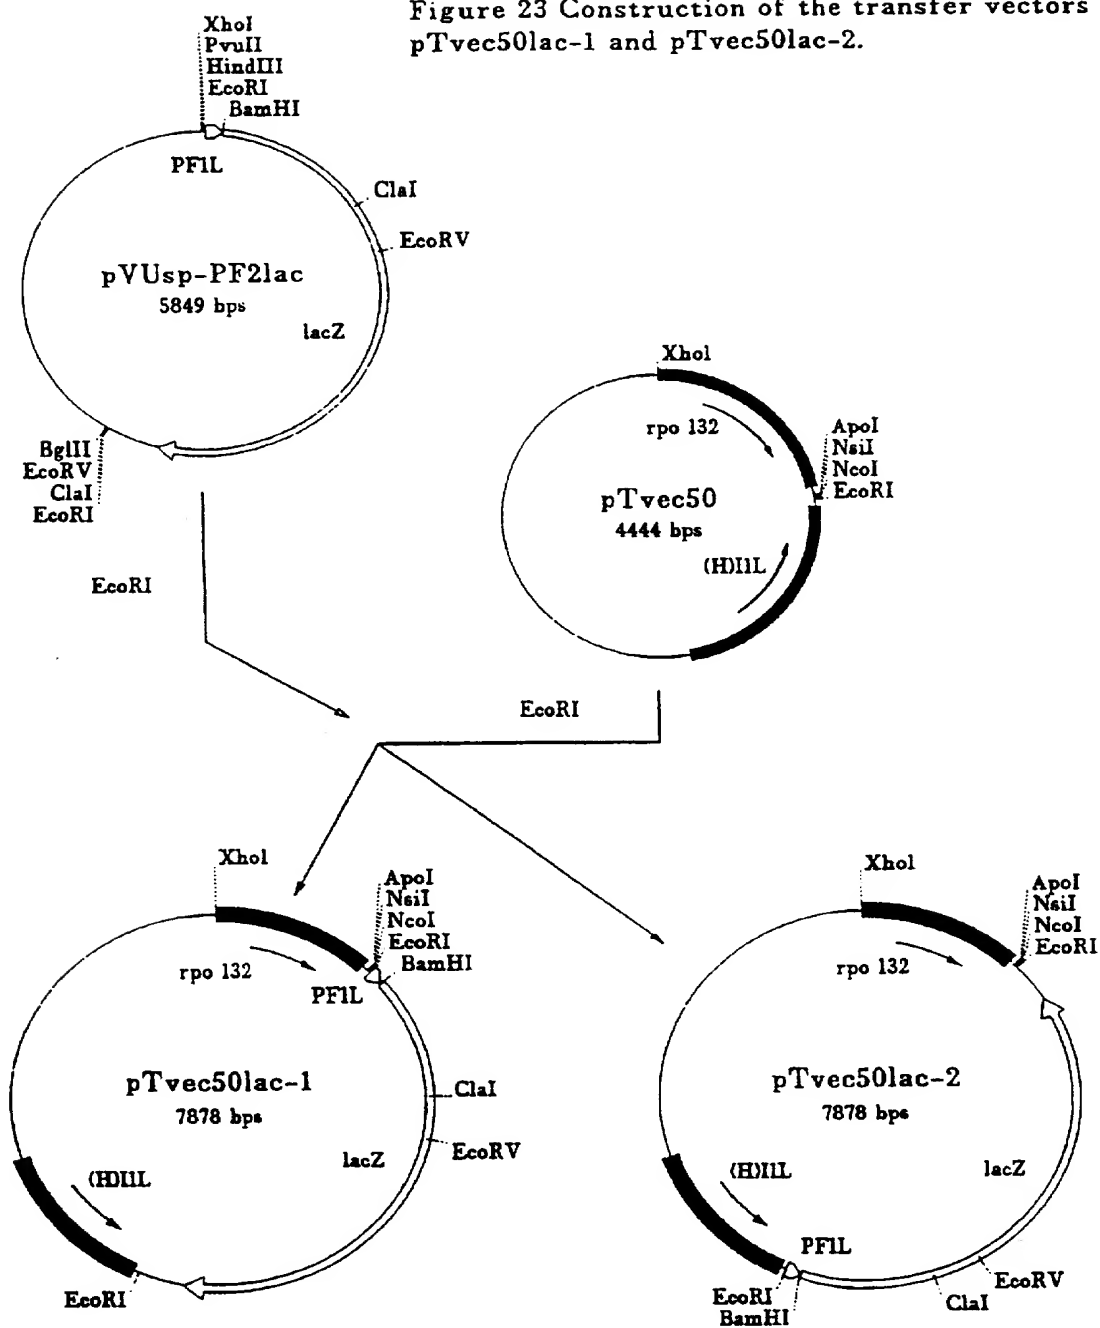 Figure 23 Construction of the transfer vectors
pTvec50lac-1 and pTvec50lac-2.
XhoI
PvuII
HindIII
EcoRI
BamHI
PF1L
ClaI
EcoRV
pVUsp-PF2lac
5849 bps
lacZ
BglII
EcoRV
ClaI
EcoRI
XhoI
rpo 132
ApoI
NsiI
NcoI
EcoRI
pTvec50
4444 bps
(H)I1L
EcoRI
EcoRI
XhoI
ApoI
NsiI
NcoI
EcoRI
BamHI
rpo 132
PF1L
pTvec50lac-1
7878 bps
ClaI
EcoRV
lacZ
(H)I1L
EcoRI
XhoI
ApoI
NsiI
NcoI
EcoRI
rpo 132
pTvec50lac-2
7878 bps
lacZ
(H)I1L
PF1L
EcoRI
BamHI
ClaI
EcoRV